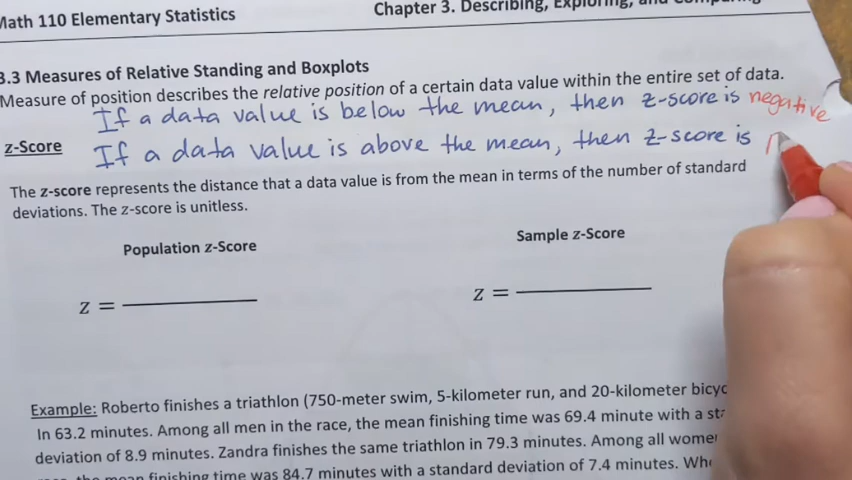 Math 110 Elementary Statistics
Chapter 3. Describing, Exploring, and
3.3 Measures of Relative Standing and Boxplots
Measure of position describes the relative position of a certain data value within the entire set of data.
If a data value is below the mean, then z-score is negative
z-Score
If a data value is above the mean, then z-score is
The z-score represents the distance that a data value is from the mean in terms of the number of standard
deviations. The z-score is unitless.
Population z-Score
Sample z-Score
z =
z =
Example: Roberto finishes a triathlon (750-meter swim, 5-kilometer run, and 20-kilometer
In 63.2 minutes. Among all men in the race, the mean finishing time was 69.4 minute with a
deviation of 8.9 minutes. Zandra finishes the same triathlon in 79.3 minutes. Among all
the mean finishing time was 84.7 minutes with a standard deviation of 7.4 minutes.